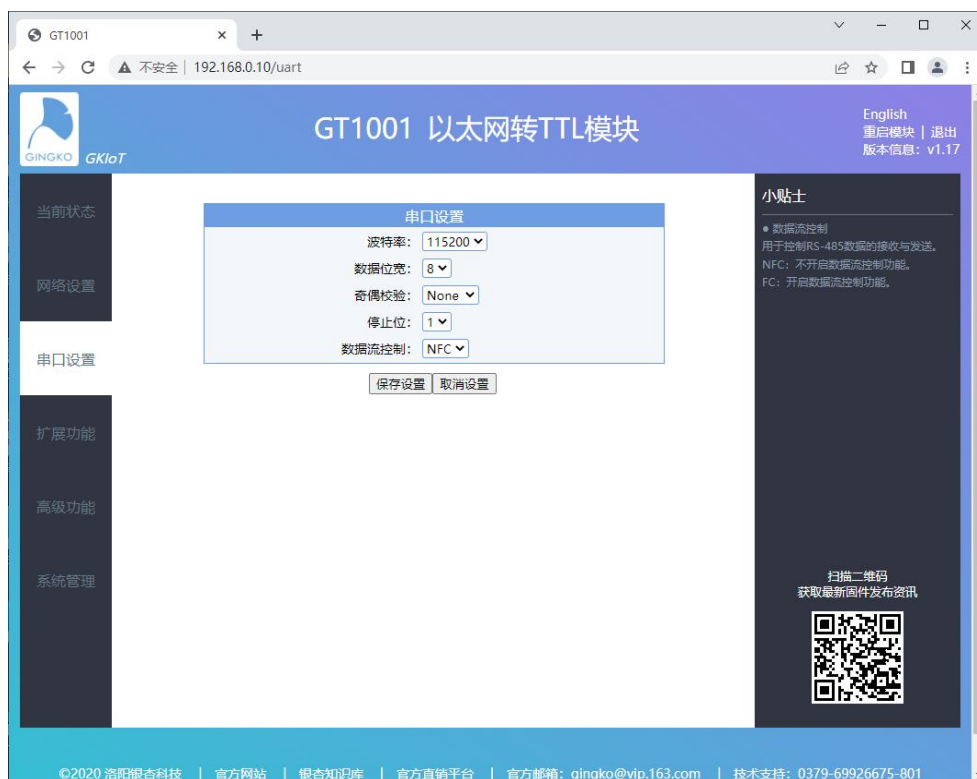 GT1001
不安全 | 192.168.0.10/uart
GINGKO GKIoT
GT1001 以太网转TTL模块
English
重启模块 | 退出
版本信息：v1.17
当前状态
网络设置
串口设置
扩展功能
高级功能
系统管理
串口设置
波特率： 115200
数据位宽： 8
奇偶校验： None
停止位： 1
数据流控制： NFC
保存设置 取消设置
小贴士
● 数据流控制
用于控制RS-485数据的接收与发送。
NFC：不开启数据流控制功能。
FC：开启数据流控制功能。
扫描二维码
获取最新固件发布资讯
©2020 洛阳银杏科技 | 官方网站 | 银杏知识库 | 官方直销平台 | 官方邮箱：gingko@vip.163.com | 技术支持：0379-69926675-801